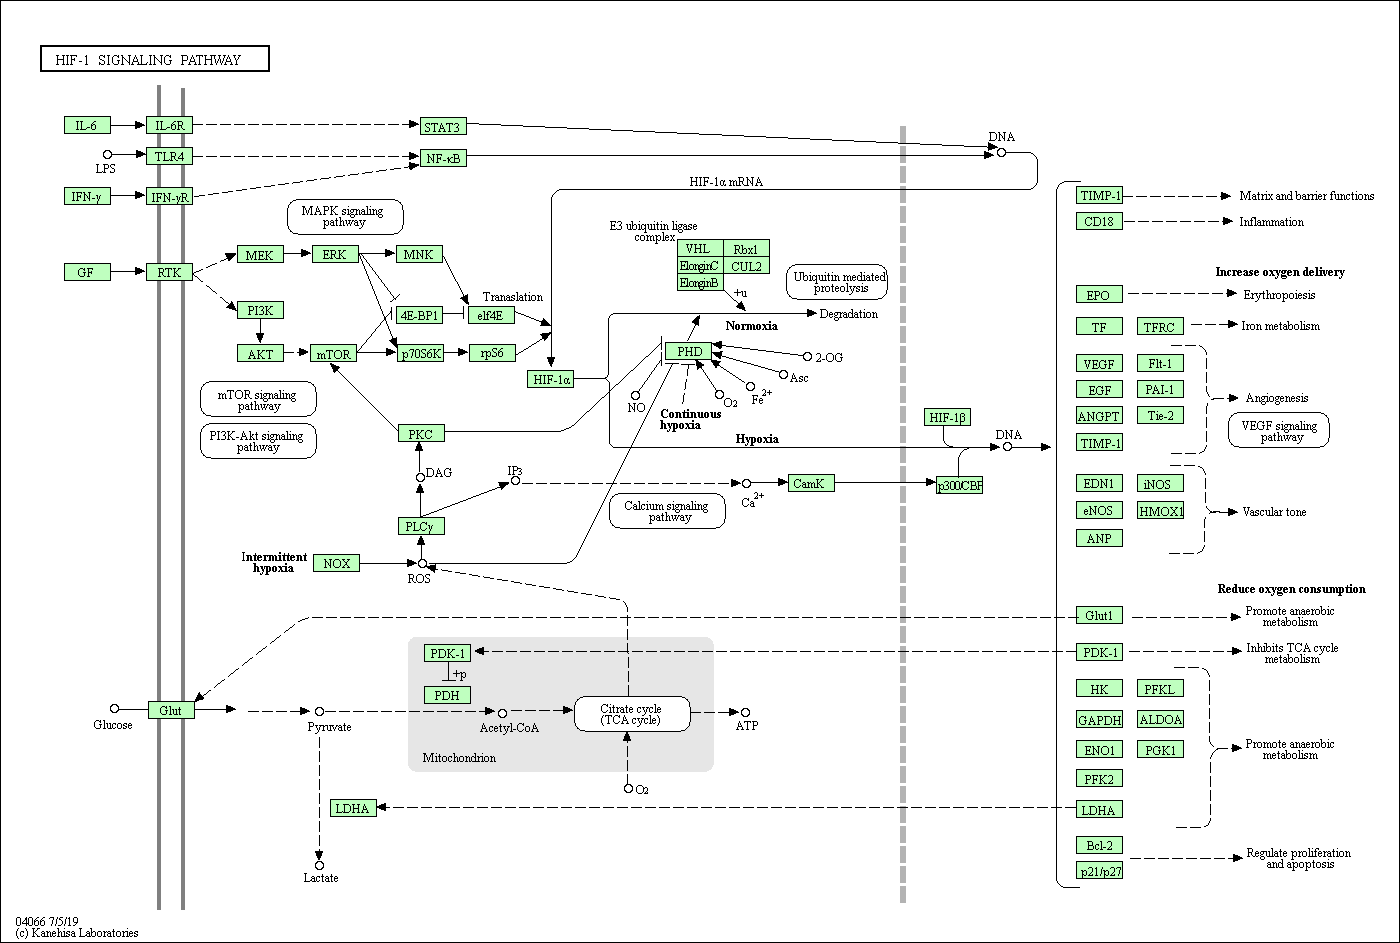 HIF-1 SIGNALING PATHWAY
IL-6
IL-6R
STAT3
DNA
LPS
TLR4
NF-κB
HIF-1α mRNA
IFN-γ
IFN-γR
MAPK signaling
pathway
GF
RTK
MEK
ERK
MNK
PI3K
4E-BP1
Translation
eIf4E
AKT
mTOR
p70S6K
rpS6
HIF-1α
E3 ubiquitin ligase
complex
VHL
Rbx1
ElonginC
CUL2
ElonginB
+u
Ubiquitin mediated
proteolysis
Normoxia
Degradation
PHD
2-OG
Asc
Fe2+
O2
NO
Continuous
hypoxia
Hypoxia
mTOR signaling
pathway
PI3K-Akt signaling
pathway
PKC
DAG
IP3
PLCγ
Ca2+
CamK
Calcium signaling
pathway
HIF-1β
p300/CBP
DNA
Intermittent
hypoxia
NOX
ROS
PDK-1
+p
PDH
Glucose
Glut
Pyruvate
Acetyl-CoA
Citrate cycle
(TCA cycle)
ATP
Mitochondrion
O2
LDHA
Lactate
TIMP-1
Matrix and barrier functions
CD18
Inflammation
Increase oxygen delivery
EPO
Erythropoiesis
TF
TFRC
Iron metabolism
VEGF
Flt-1
EGF
PAI-1
Angiogenesis
ANGPT
Tie-2
TIMP-1
VEGF signaling
pathway
EDN1
iNOS
eNOS
HMOX1
Vascular tone
ANP
Reduce oxygen consumption
Glut1
Promote anaerobic
metabolism
PDK-1
Inhibits TCA cycle
metabolism
HK
PFKL
GAPDH
ALDOA
ENO1
PGK1
Promote anaerobic
metabolism
PFK2
LDHA
Bcl-2
p21/p27
Regulate proliferation
and apoptosis
04066 7/5/19
(c) Kanehisa Laboratories